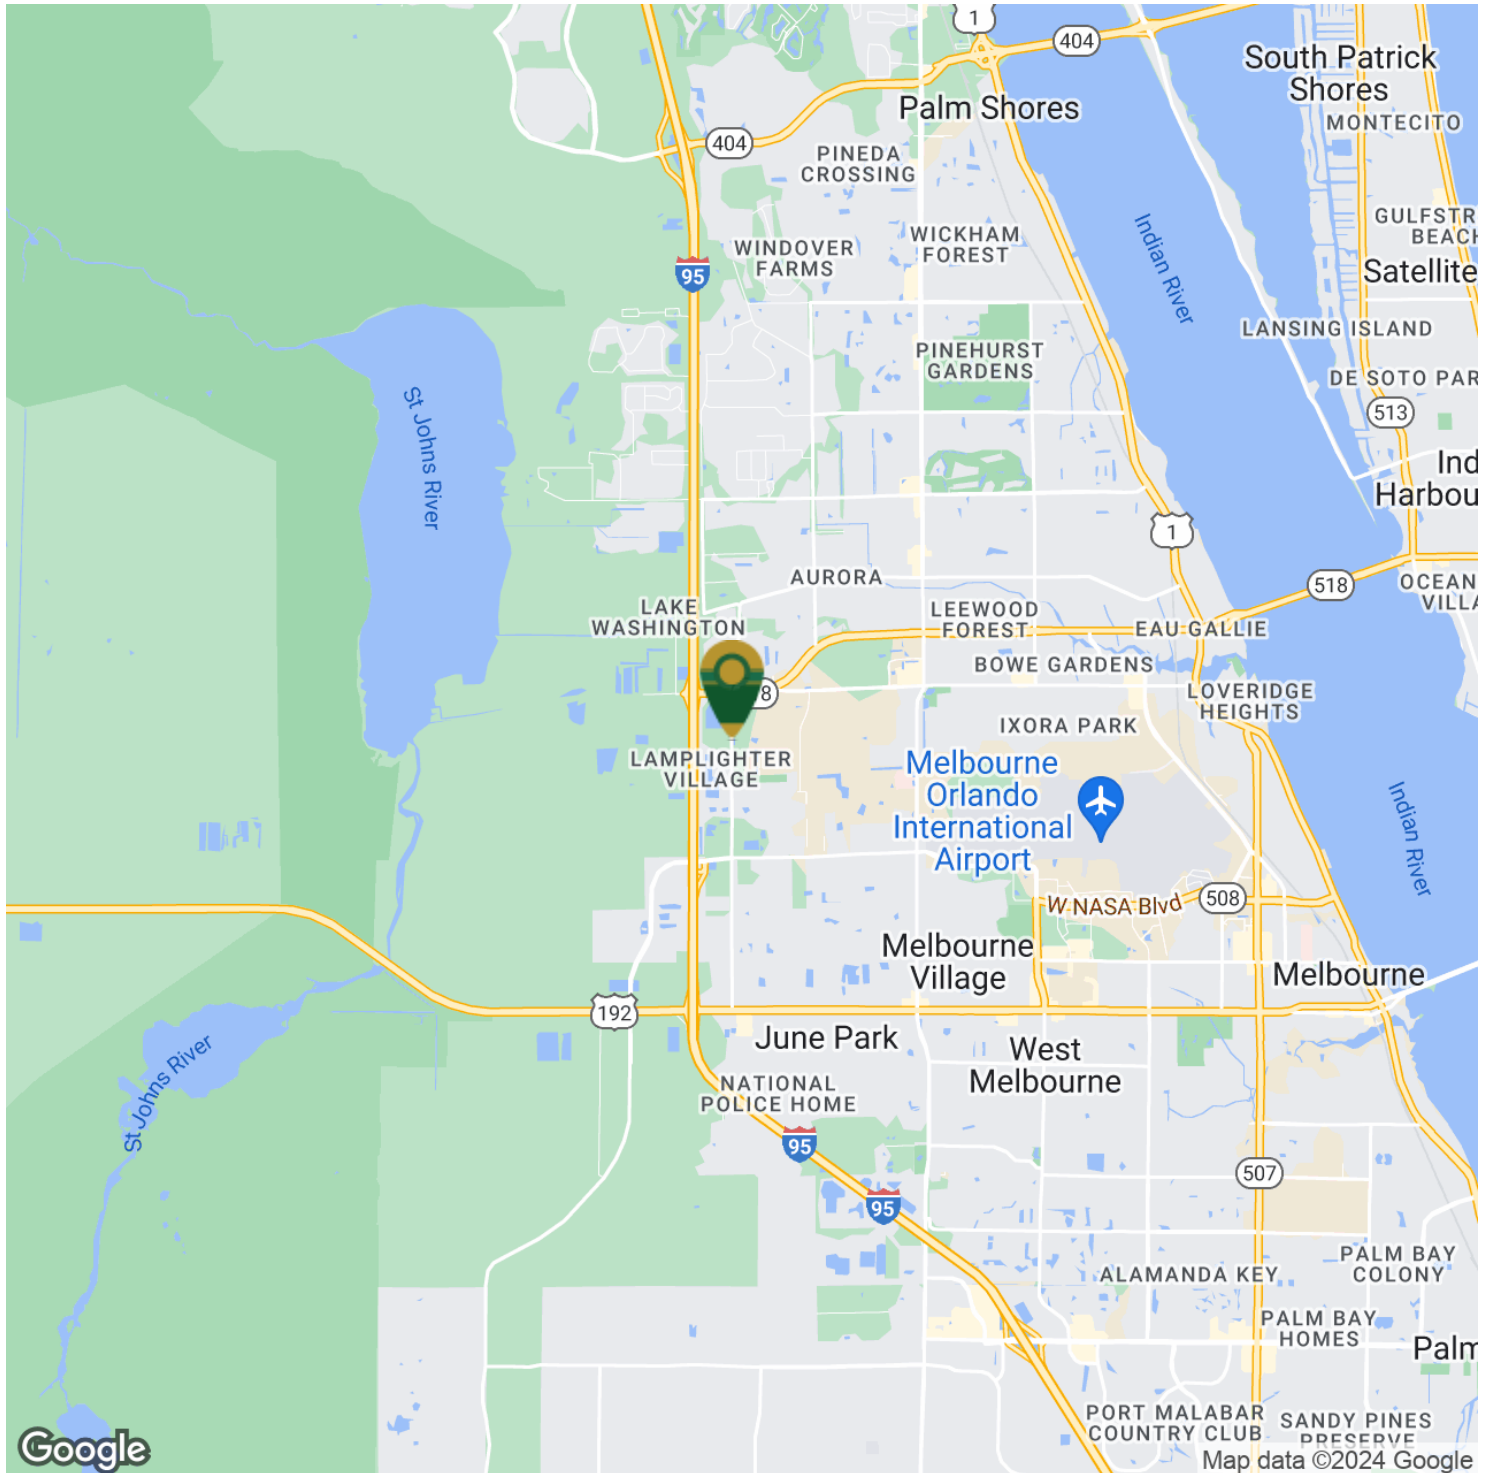 1
404
South Patrick
Shores
Palm Shores
MONTECITO
404
PINEDA
CROSSING
GULFSTR
BEACH
WINDOVER
FARMS
WICKHAM
FOREST
Indian River
95
Satellite
LANSING ISLAND
PINEHURST
GARDENS
DE SOTO PAR
St Johns River
513
Ind
Harbou
1
AURORA
518
OCEAN
VILLA
LAKE
WASHINGTON
LEEWOOD
FOREST
EAU GALLIE
BOWE GARDENS
8
LOVERIDGE
HEIGHTS
IXORA PARK
LAMPLIGHTER
VILLAGE
Melbourne
Orlando
International
Airport
Indian River
W NASA Blvd
508
Melbourne
Village
Melbourne
192
June Park
West
Melbourne
St Johns River
NATIONAL
POLICE HOME
95
507
95
PALM BAY
COLONY
ALAMANDA KEY
PALM BAY
HOMES
Palm
PORT MALABAR
COUNTRY CLUB
SANDY PINES
PRESERVE
Google
Map data ©2024 Google